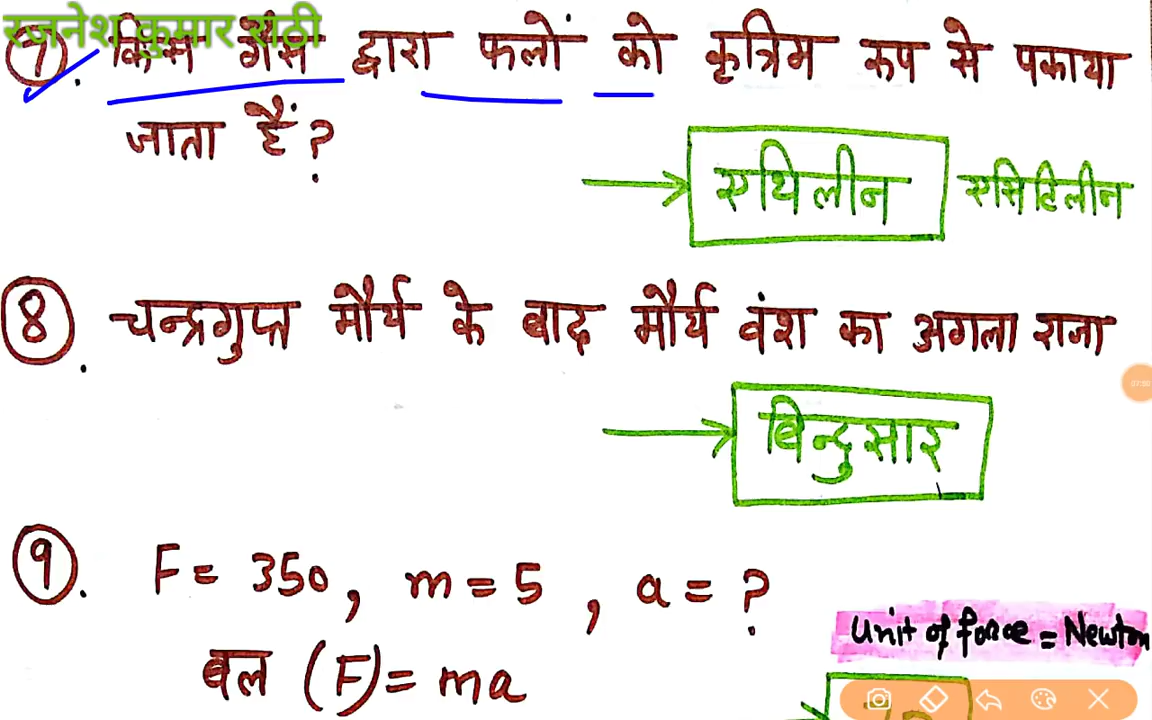 रजनेश कुमार राठी
7. किस गैस द्वारा फलों को कृत्रिम रूप से पकाया
जाता हैं?
→ एथिलीन एसिटिलीन
8. चन्द्रगुप्त मौर्य के बाद मौर्य वंश का अगला राजा
→ बिन्दुसार
9. F = 350, m = 5, a = ?
Unit of force = Newton
बल (F) = ma